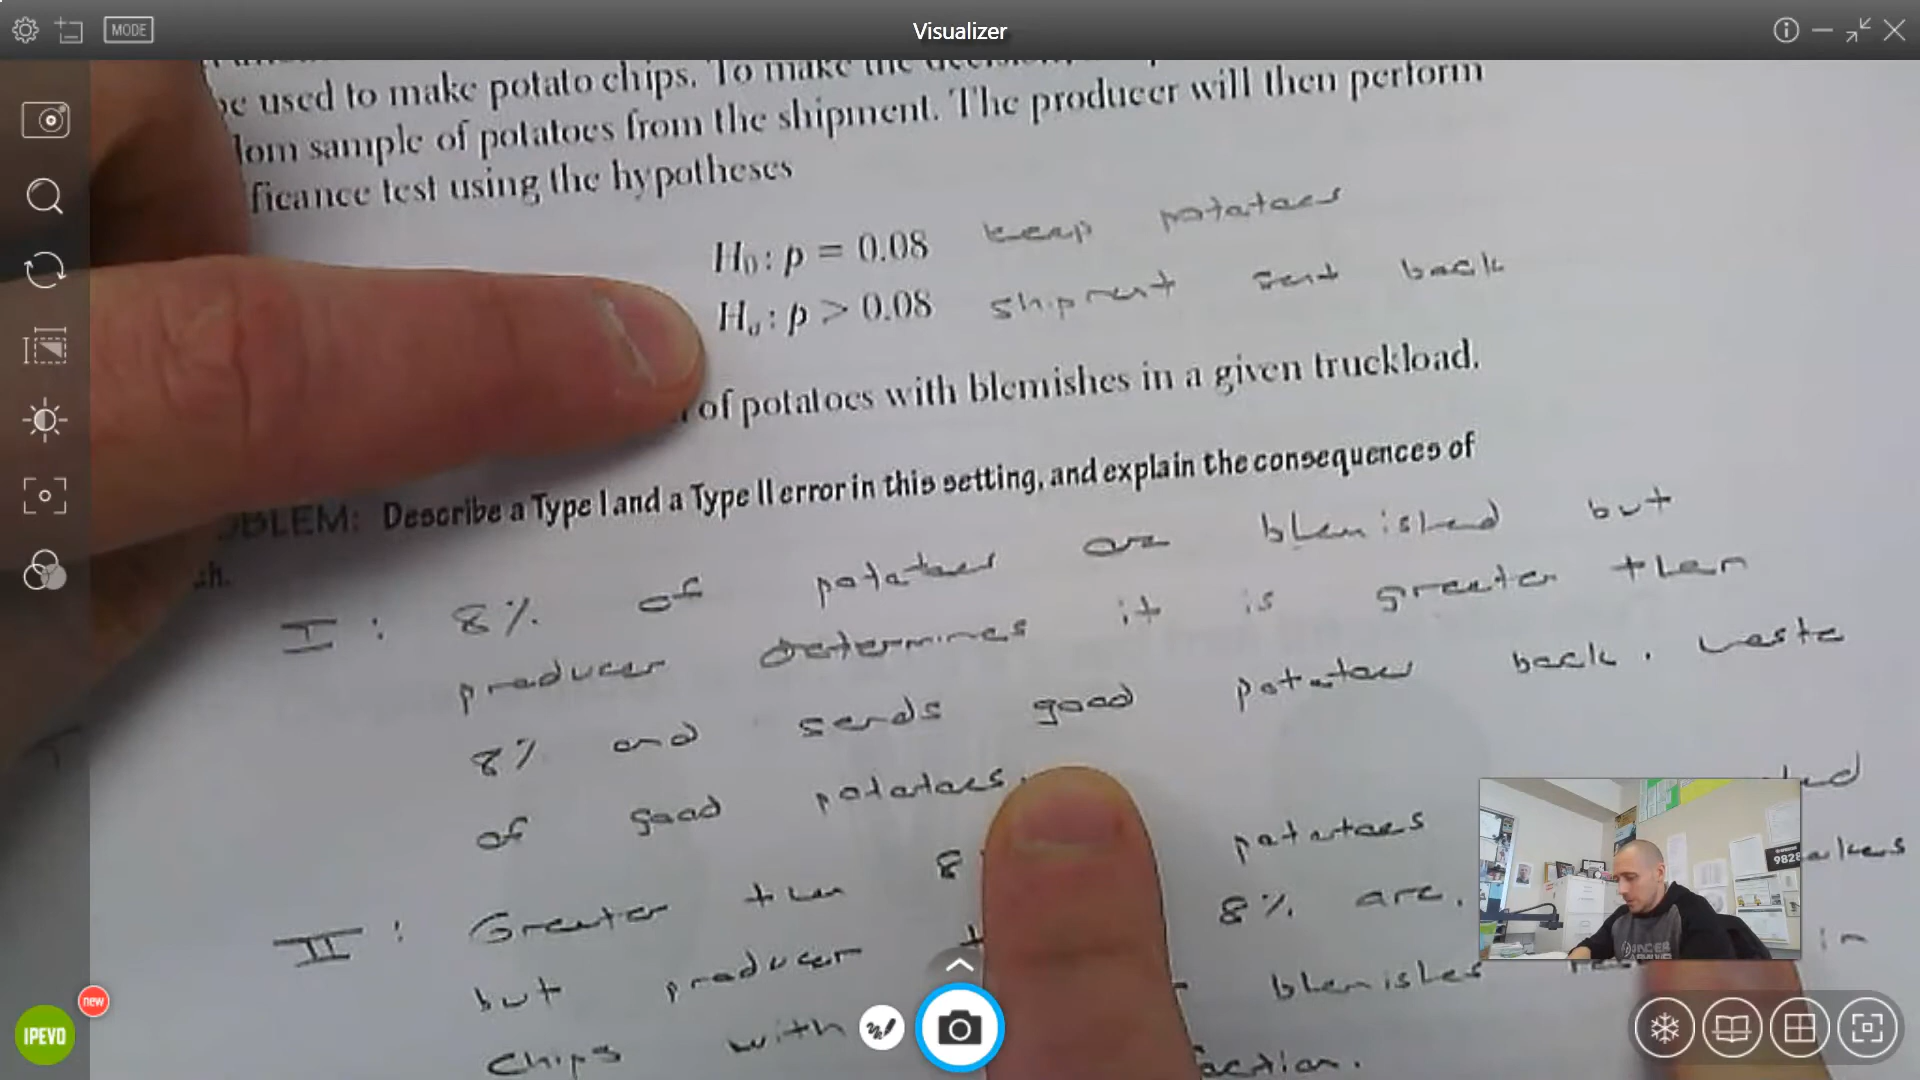 MODE
Visualizer
be used to make potato chips. To make the decision,
dom sample of potatoes from the shipment. The producer will then perform
ficance test using the hypotheses
H₀ : p = 0.08 keep potatoes
Hₐ : p > 0.08 shipment sent back
of potatoes with blemishes in a given truckload.
OBLEM: Describe a Type I and a Type II error in this setting, and explain the consequences of
ch.
I : 8% of potatoes are blemished but
producer determines it is greater than
8% and sends good potatoes back. waste
of good potatoes.
II : Greater than 8 potatoes
but producer 8% are.
chips with blemishes in
IPEVO
new
9828